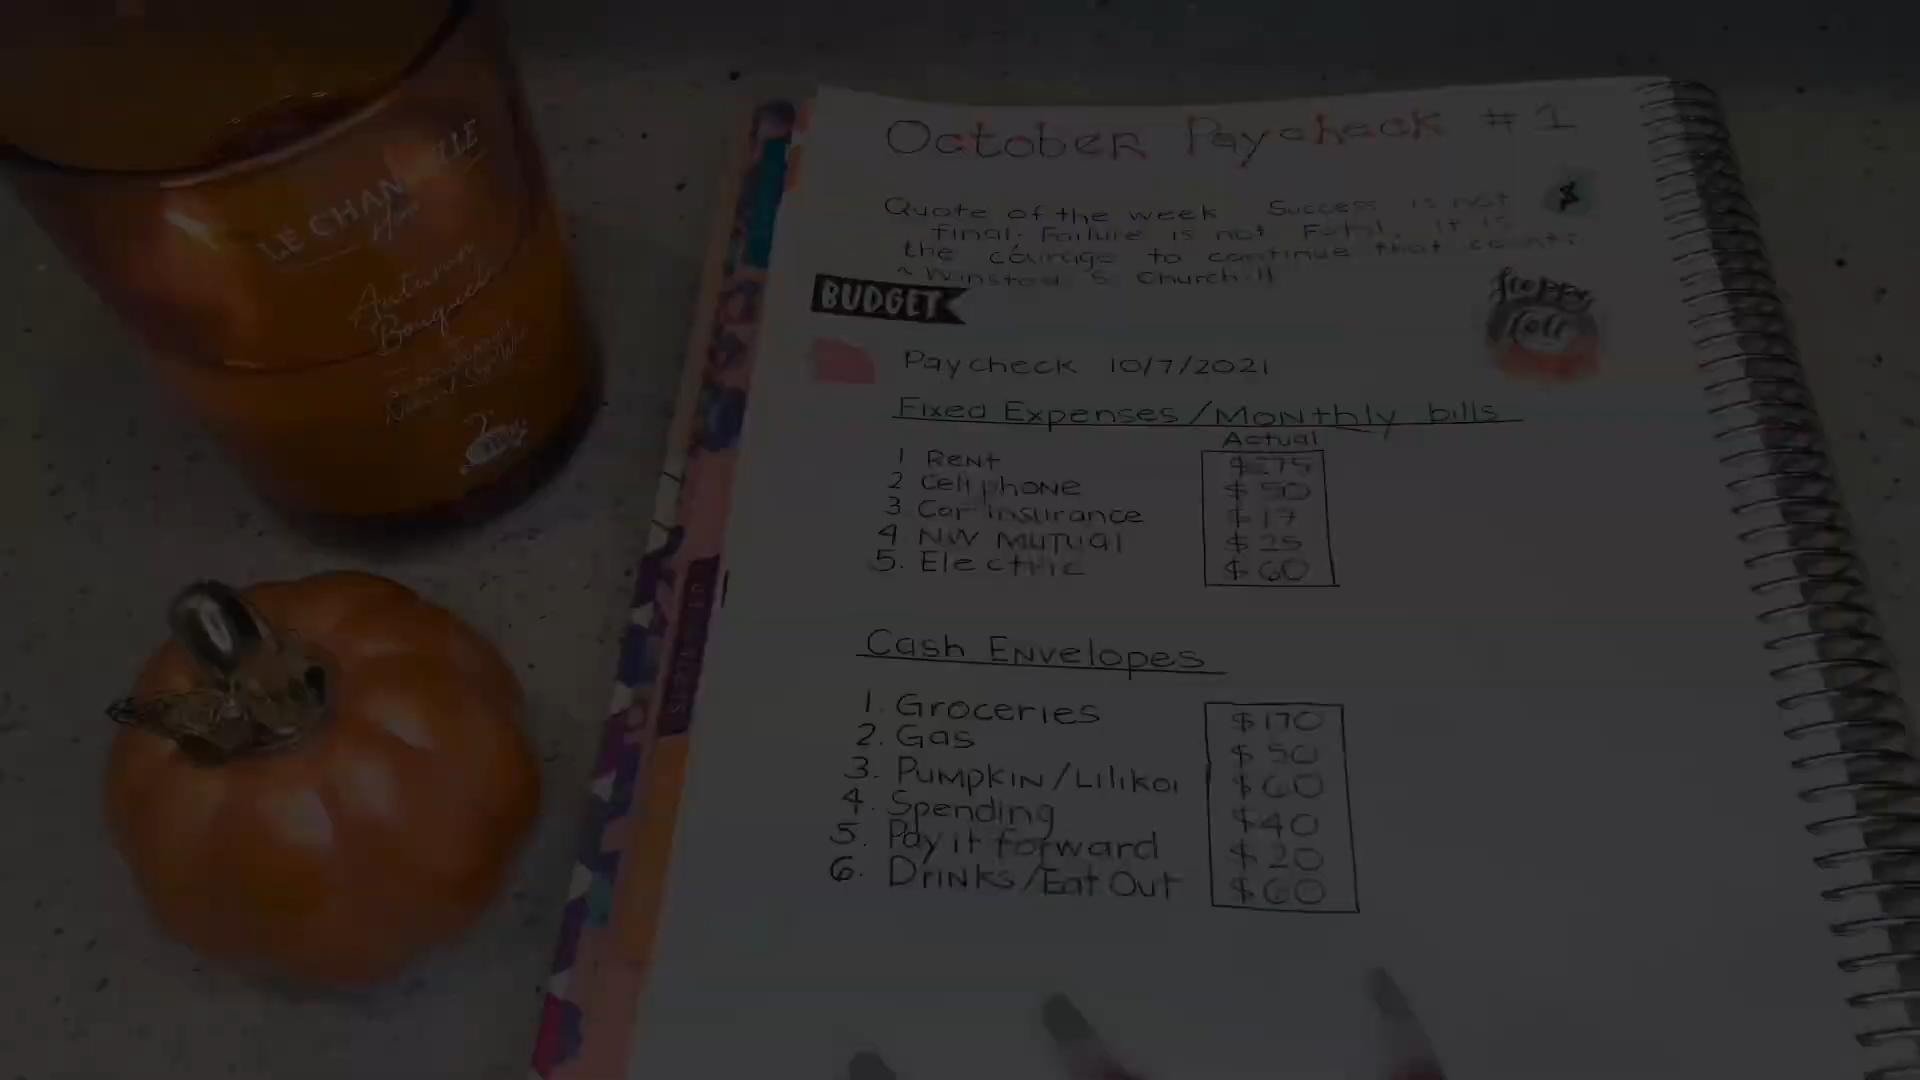 LE CHAN
Autumn
Bouquet
October Paycheck #1
Quote of the week Success is not
final. Failure is not Fatal. It is
the courage to continue that counts
~ Winston S. Churchill
$
BUDGET
Paycheck 10/7/2021
Fixed Expenses/Monthly bills
Actual
1 Rent $275
2 Cell phone $50
3 Car Insurance $17
4 NW Mutual $25
5. Electric $60
Cash Envelopes
1. Groceries $170
2. Gas $50
3. Pumpkin/Lilikoi $60
4. Spending $40
5. Pay it forward $20
6. Drinks/Eat Out $60